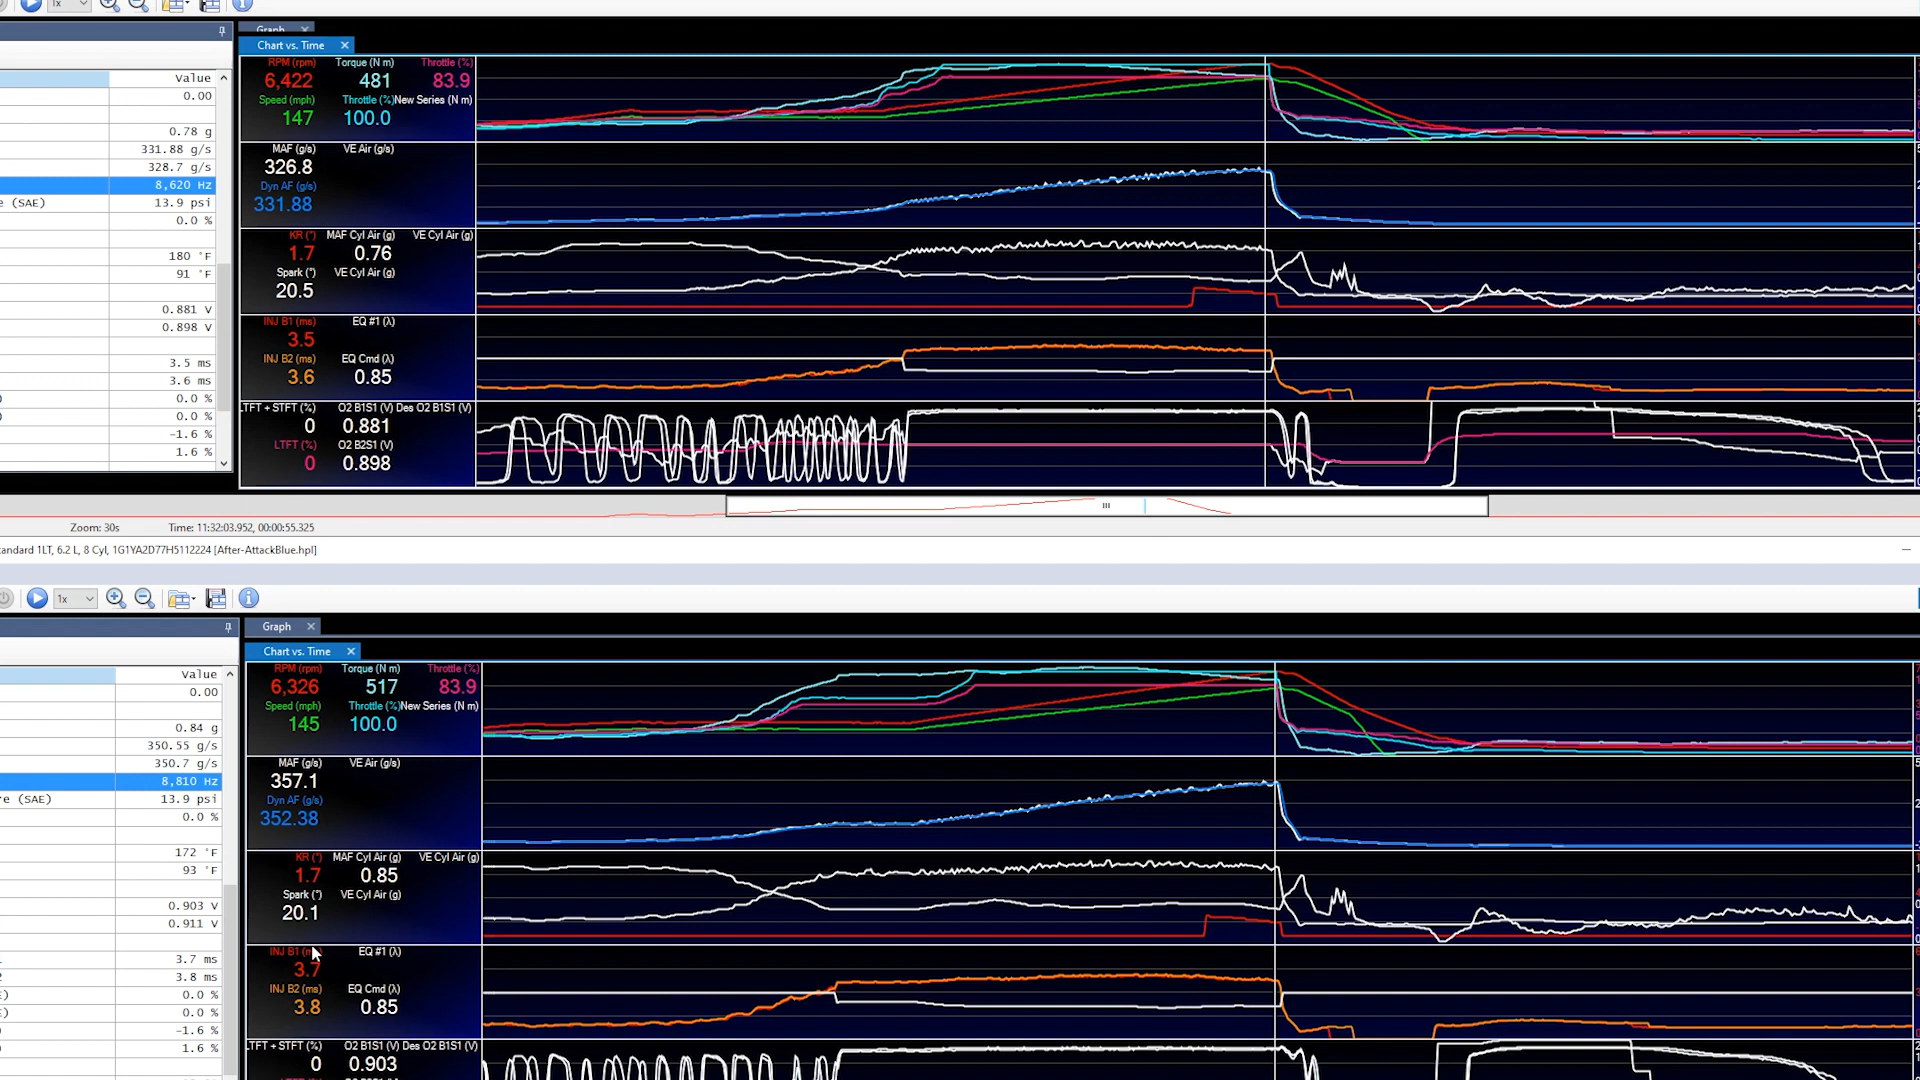 1x
Graph
Chart vs. Time
Value
0.00
0.78 g
331.88 g/s
328.7 g/s
8,620 Hz
e (SAE) 13.9 psi
0.0 %
180 °F
91 °F
0.881 V
0.898 V
3.5 ms
3.6 ms
0.0 %
0.0 %
-1.6 %
1.6 %
RPM (rpm) Torque (N m) Throttle (%)
6,422 481 83.9
Speed (mph) Throttle (%) New Series (N m)
147 100.0
MAF (g/s) VE Air (g/s)
326.8
Dyn AF (g/s)
331.88
KR (°) MAF Cyl Air (g) VE Cyl Air (g)
1.7 0.76
Spark (°) VE Cyl Air (g)
20.5
INJ B1 (ms) EQ #1 (λ)
3.5
INJ B2 (ms) EQ Cmd (λ)
3.6 0.85
LTFT + STFT (%) O2 B1S1 (V) Des O2 B1S1 (V)
0 0.881
LTFT (%) O2 B2S1 (V)
0 0.898
Zoom: 30s Time: 11:32:03.952, 00:00:55.325
tandard 1LT, 6.2 L, 8 Cyl, 1G1YA2D77H5112224 [After-AttackBlue.hpl]
1x
Graph
Chart vs. Time
Value
0.00
0.84 g
350.55 g/s
350.7 g/s
8,810 Hz
re (SAE) 13.9 psi
0.0 %
172 °F
93 °F
0.903 V
0.911 V
3.7 ms
3.8 ms
0.0 %
0.0 %
-1.6 %
1.6 %
RPM (rpm) Torque (N m) Throttle (%)
6,326 517 83.9
Speed (mph) Throttle (%) New Series (N m)
145 100.0
MAF (g/s) VE Air (g/s)
357.1
Dyn AF (g/s)
352.38
KR (°) MAF Cyl Air (g) VE Cyl Air (g)
1.7 0.85
Spark (°) VE Cyl Air (g)
20.1
INJ B1 EQ #1 (λ)
3.7
INJ B2 (ms) EQ Cmd (λ)
3.8 0.85
LTFT + STFT (%) O2 B1S1 (V) Des O2 B1S1 (V)
0 0.903